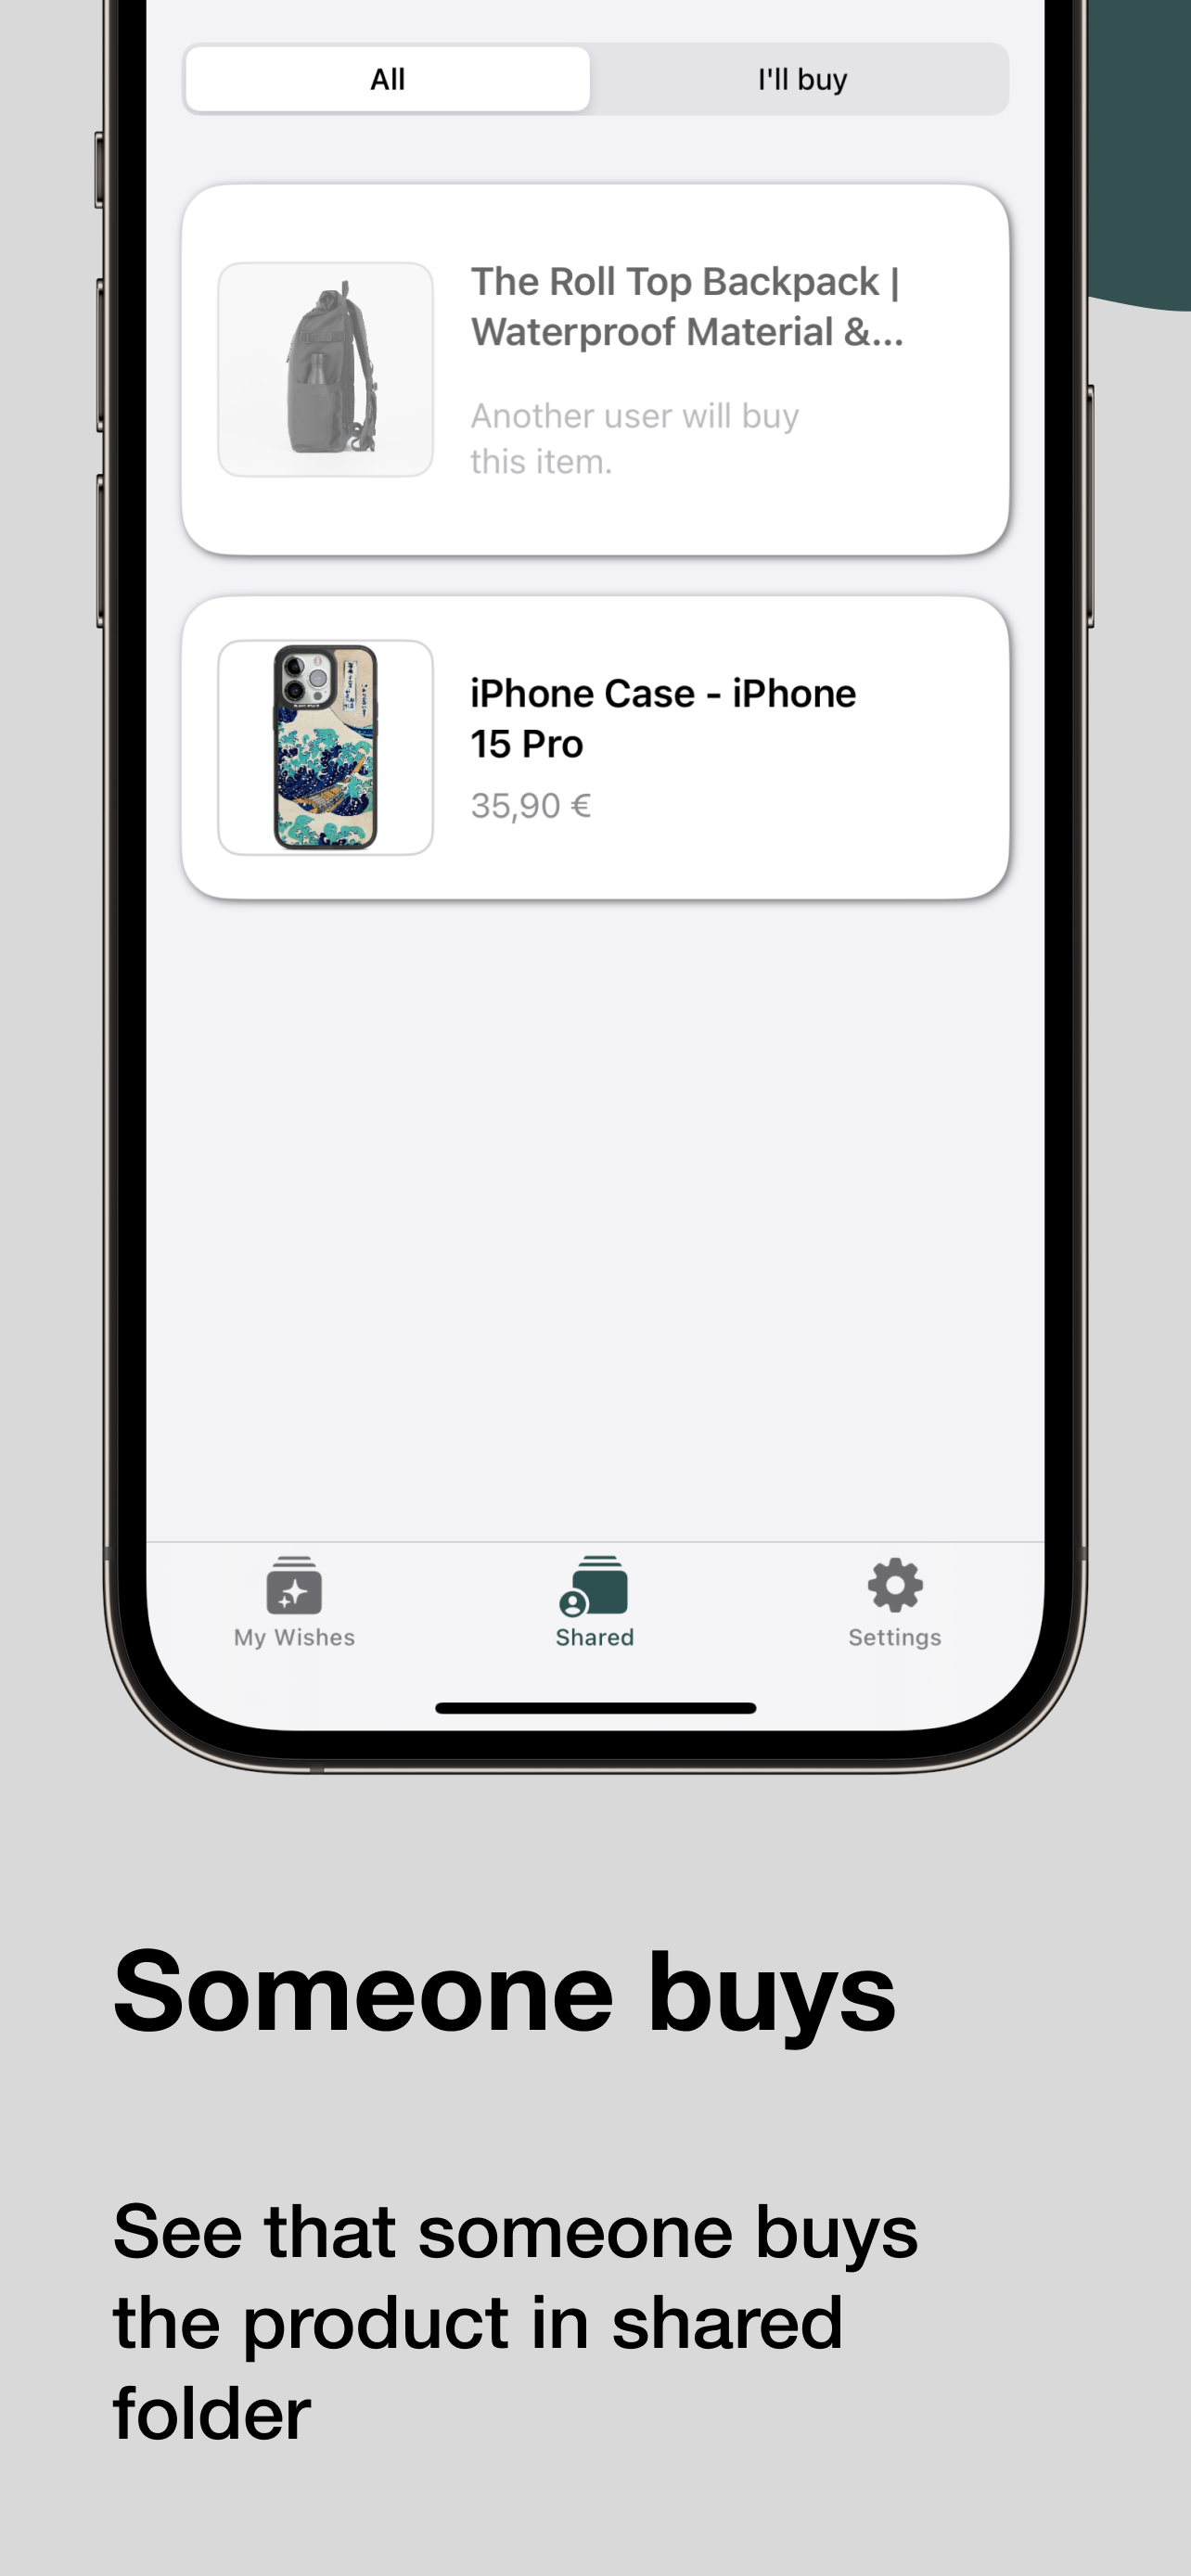 All
I'll buy
The Roll Top Backpack |
Waterproof Material &...
Another user will buy
this item.
iPhone Case - iPhone
15 Pro
35,90 €
My Wishes
Shared
Settings
Someone buys
See that someone buys
the product in shared
folder